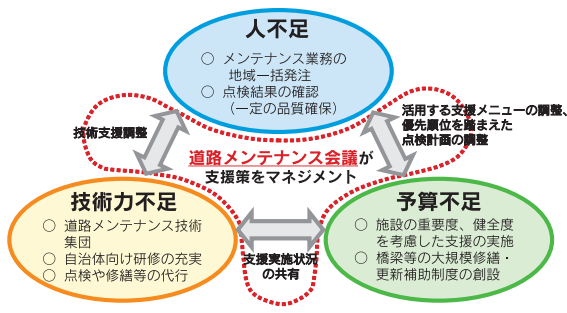 人不足
○ メンテナンス業務の
地域一括発注
○ 点検結果の確認
（一定の品質確保）
技術支援調整
活用する支援メニューの調整、
優先順位を踏まえた
点検計画の調整
道路メンテナンス会議が
支援策をマネジメント
技術力不足
○ 道路メンテナンス技術
集団
○ 自治体向け研修の充実
○ 点検や修繕等の代行
支援実施状況
の共有
予算不足
○ 施設の重要度、健全度
を考慮した支援の実施
○ 橋梁等の大規模修繕・
更新補助制度の創設